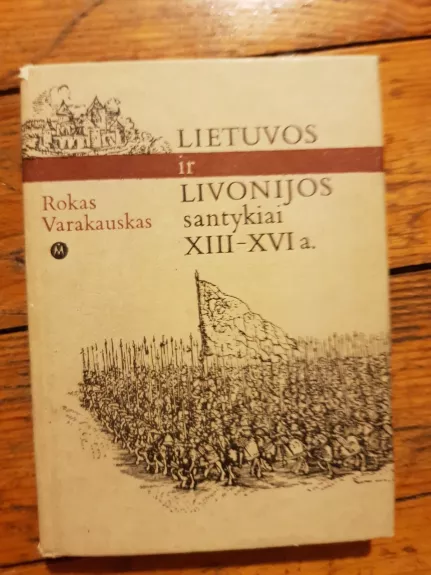 LIETUVOS
ir
LIVONIJOS
santykiai
XIII–XVI a.
Rokas
Varakauskas
M